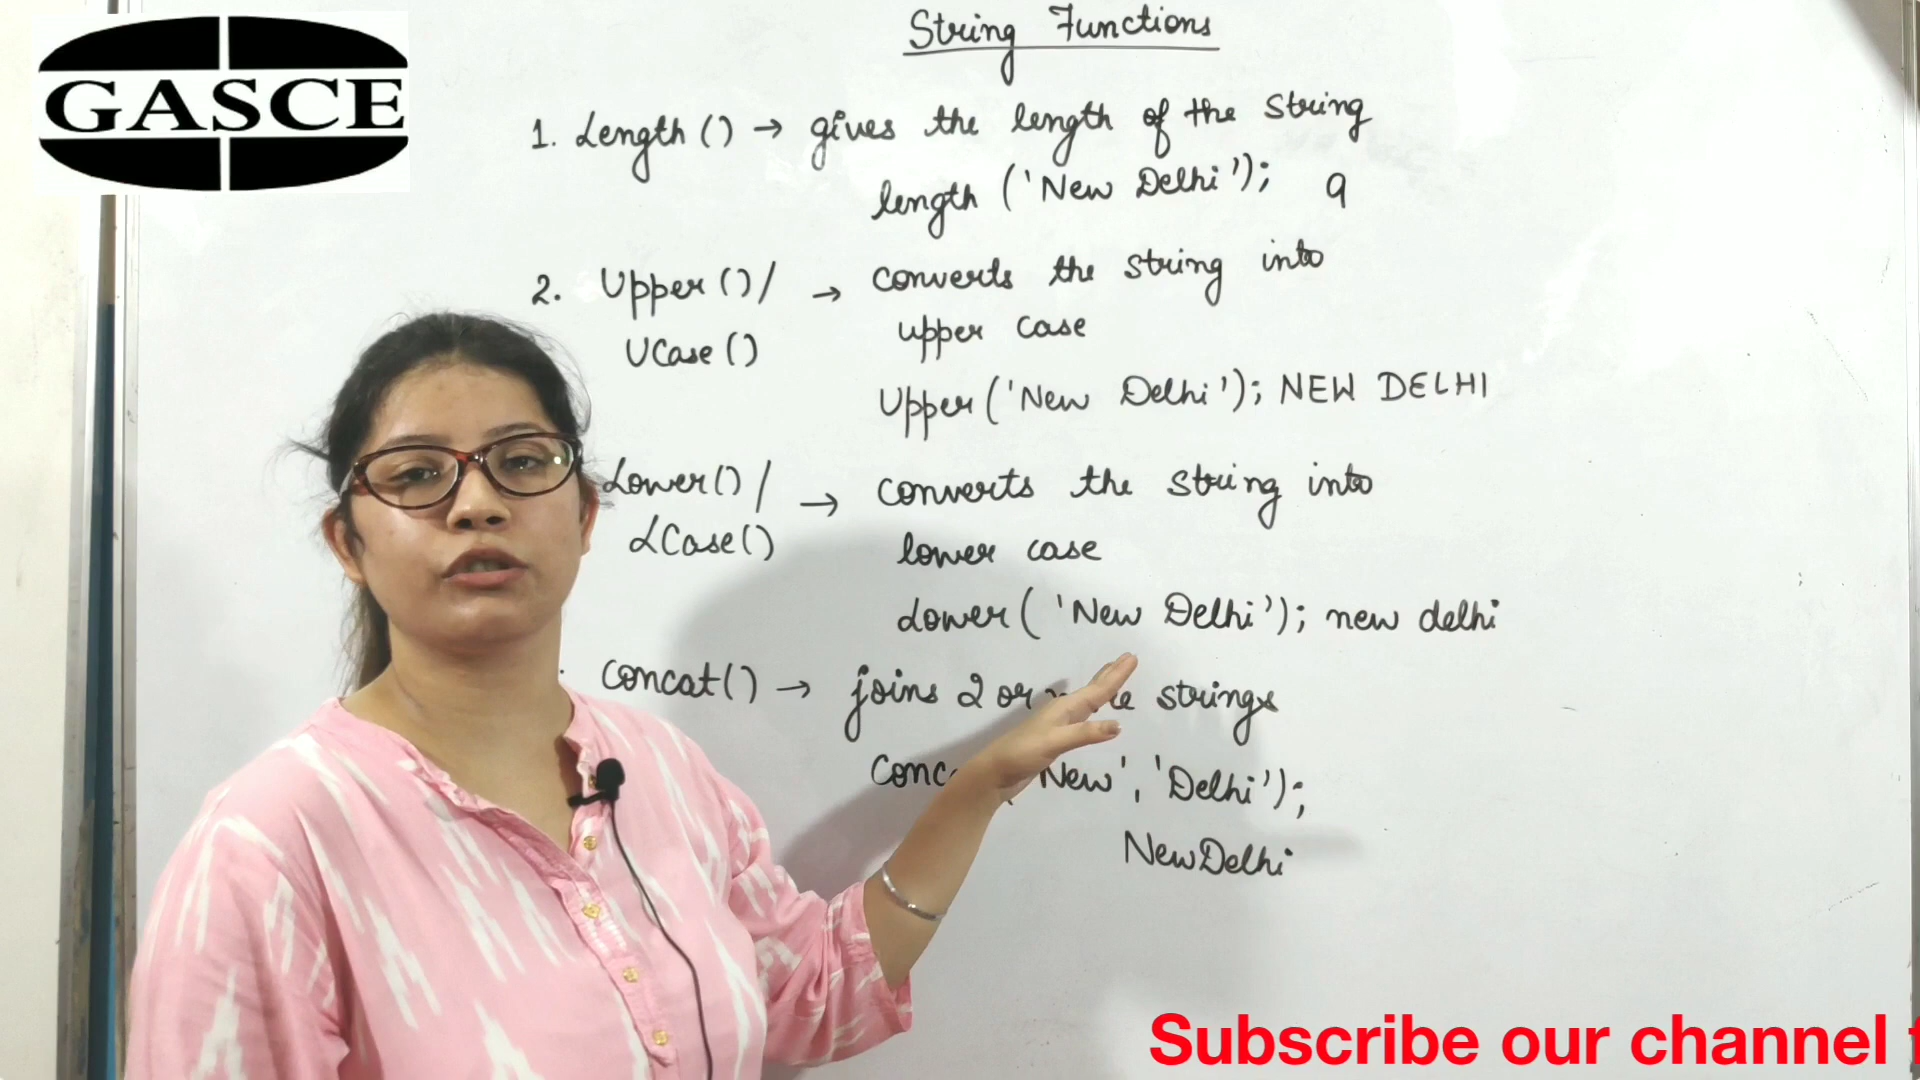 GASCE
String Functions
1. Length () → gives the length of the string
length ('New Delhi'); 9
2. Upper () / → converts the string into
UCase () upper case
Upper ('New Delhi'); NEW DELHI
Lower () / → converts the string into
LCase () lower case
Lower ( 'New Delhi'); new delhi
concat () → joins 2 or strings
New', 'Delhi');
NewDelhi
Subscribe our channel